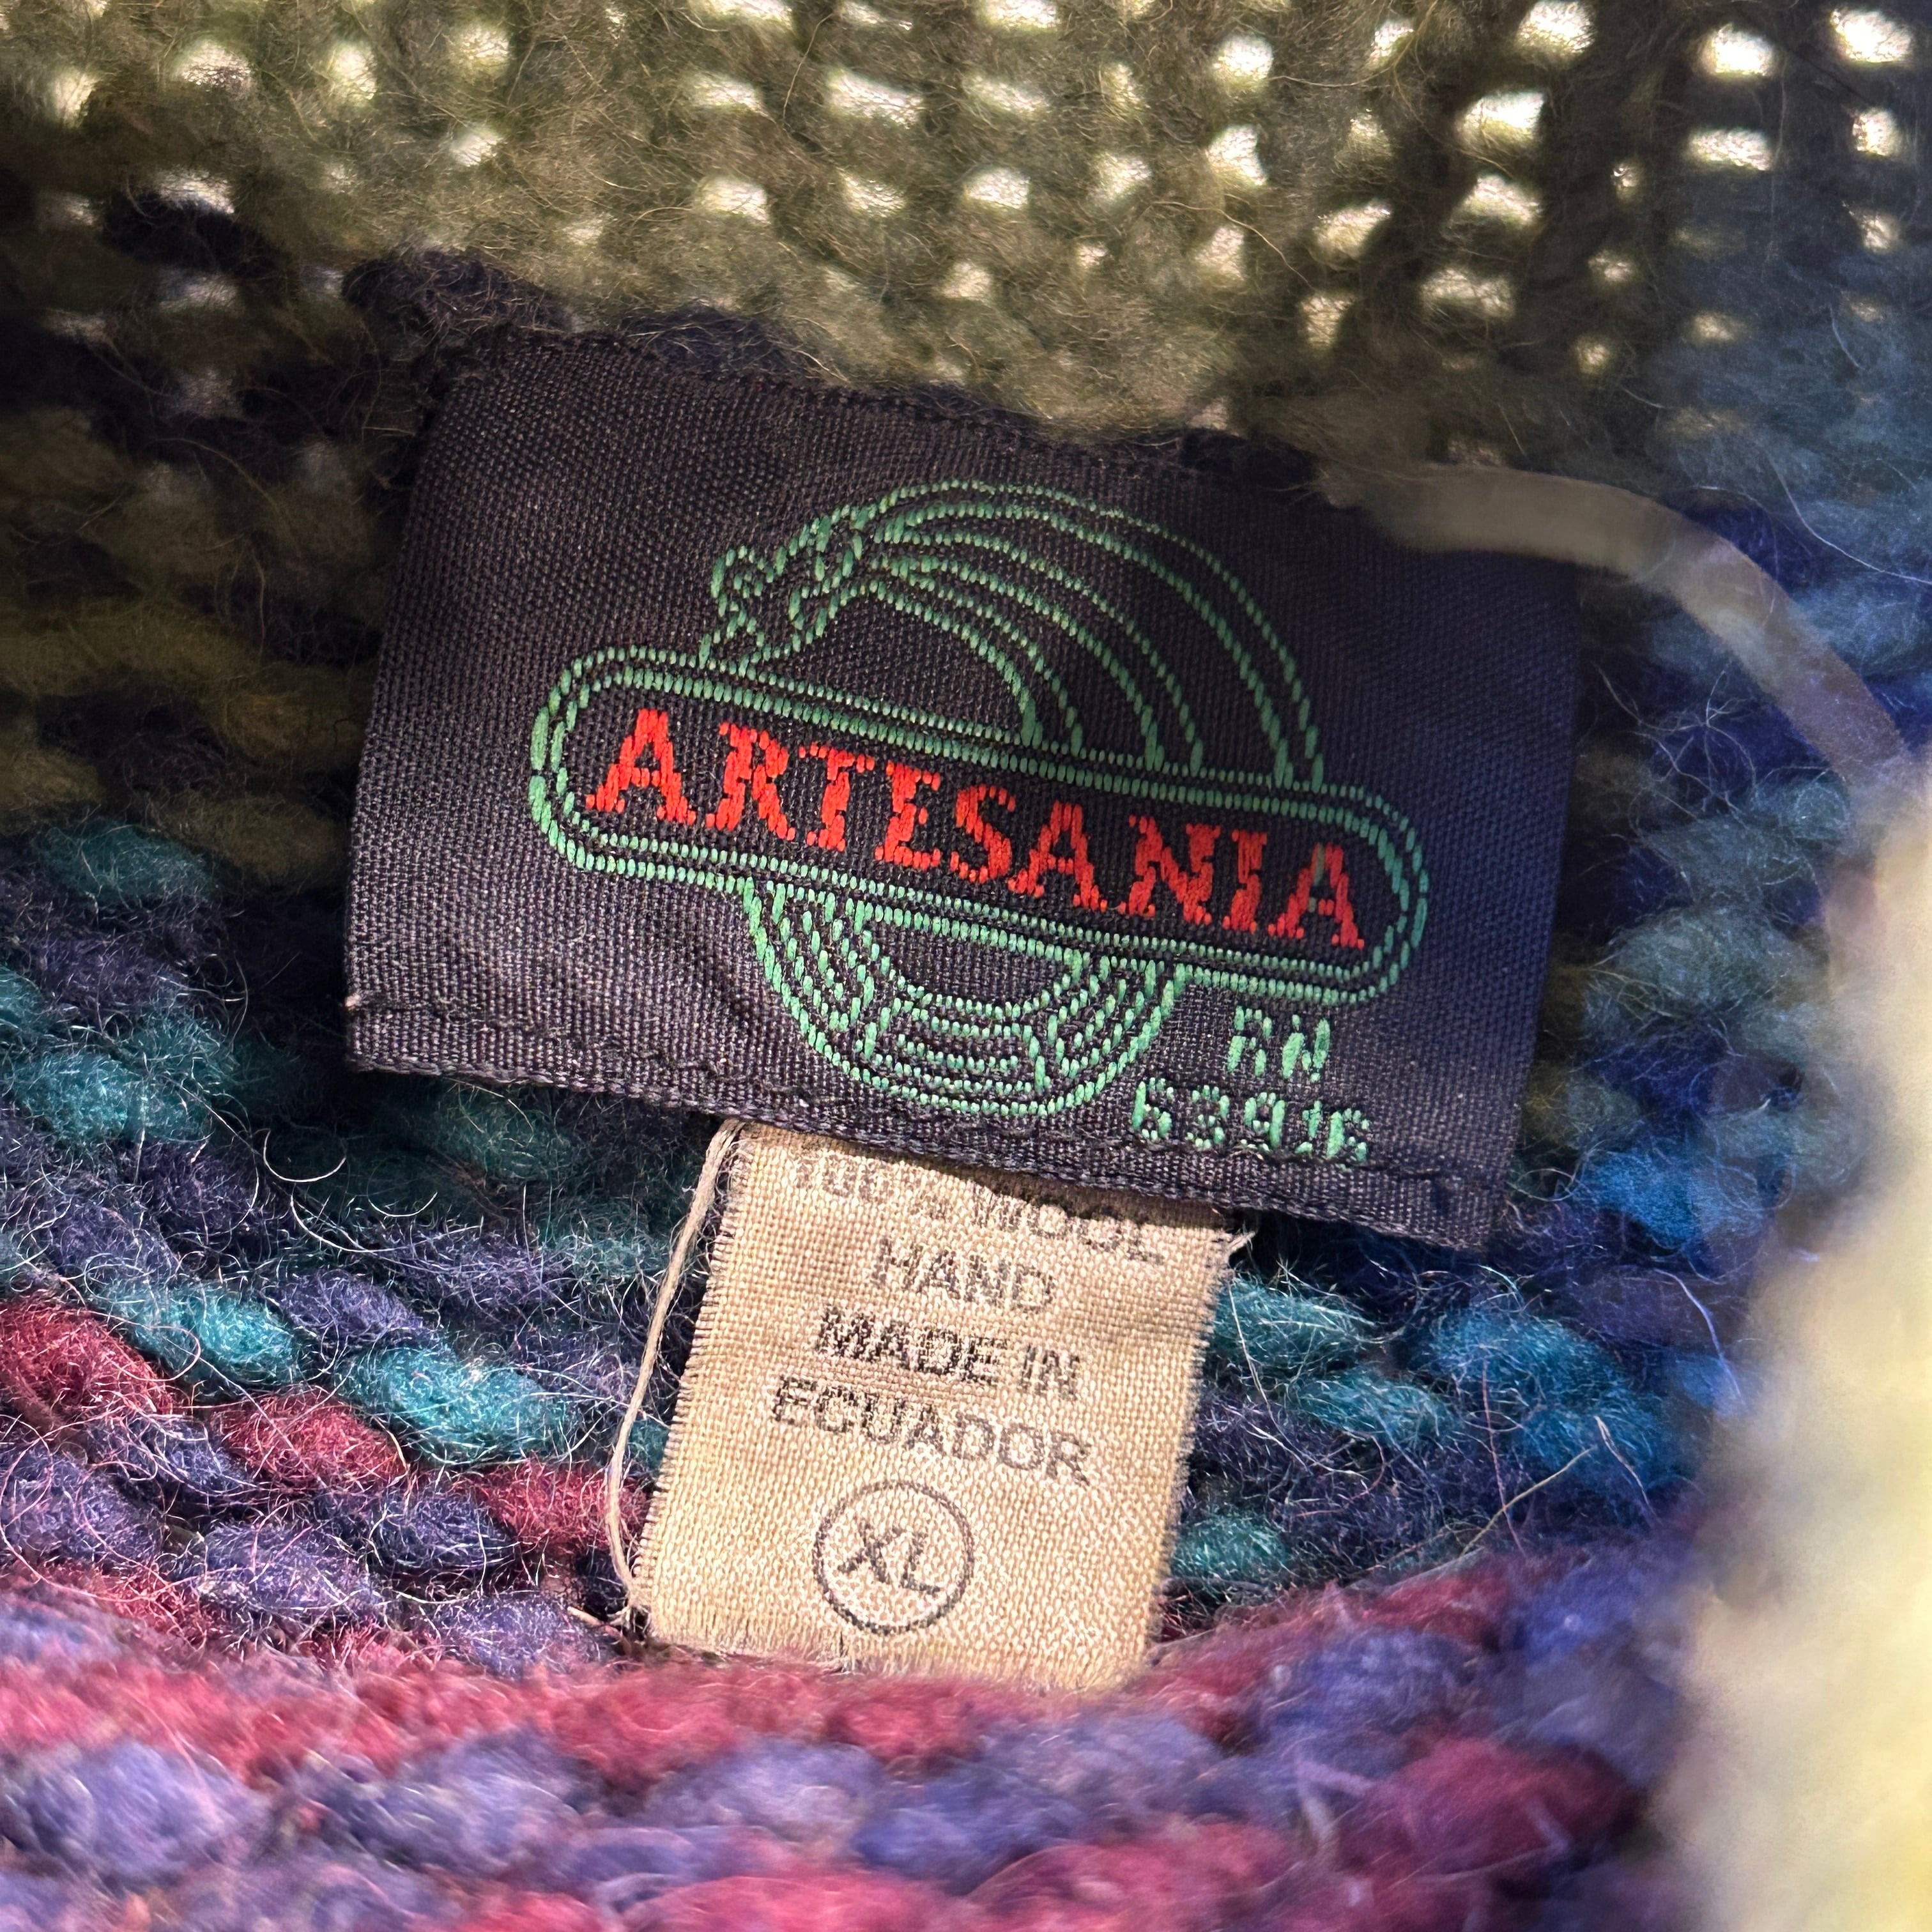 ARTESANIA
RN
63916
100% WOOL
HAND
MADE IN
ECUADOR
XL